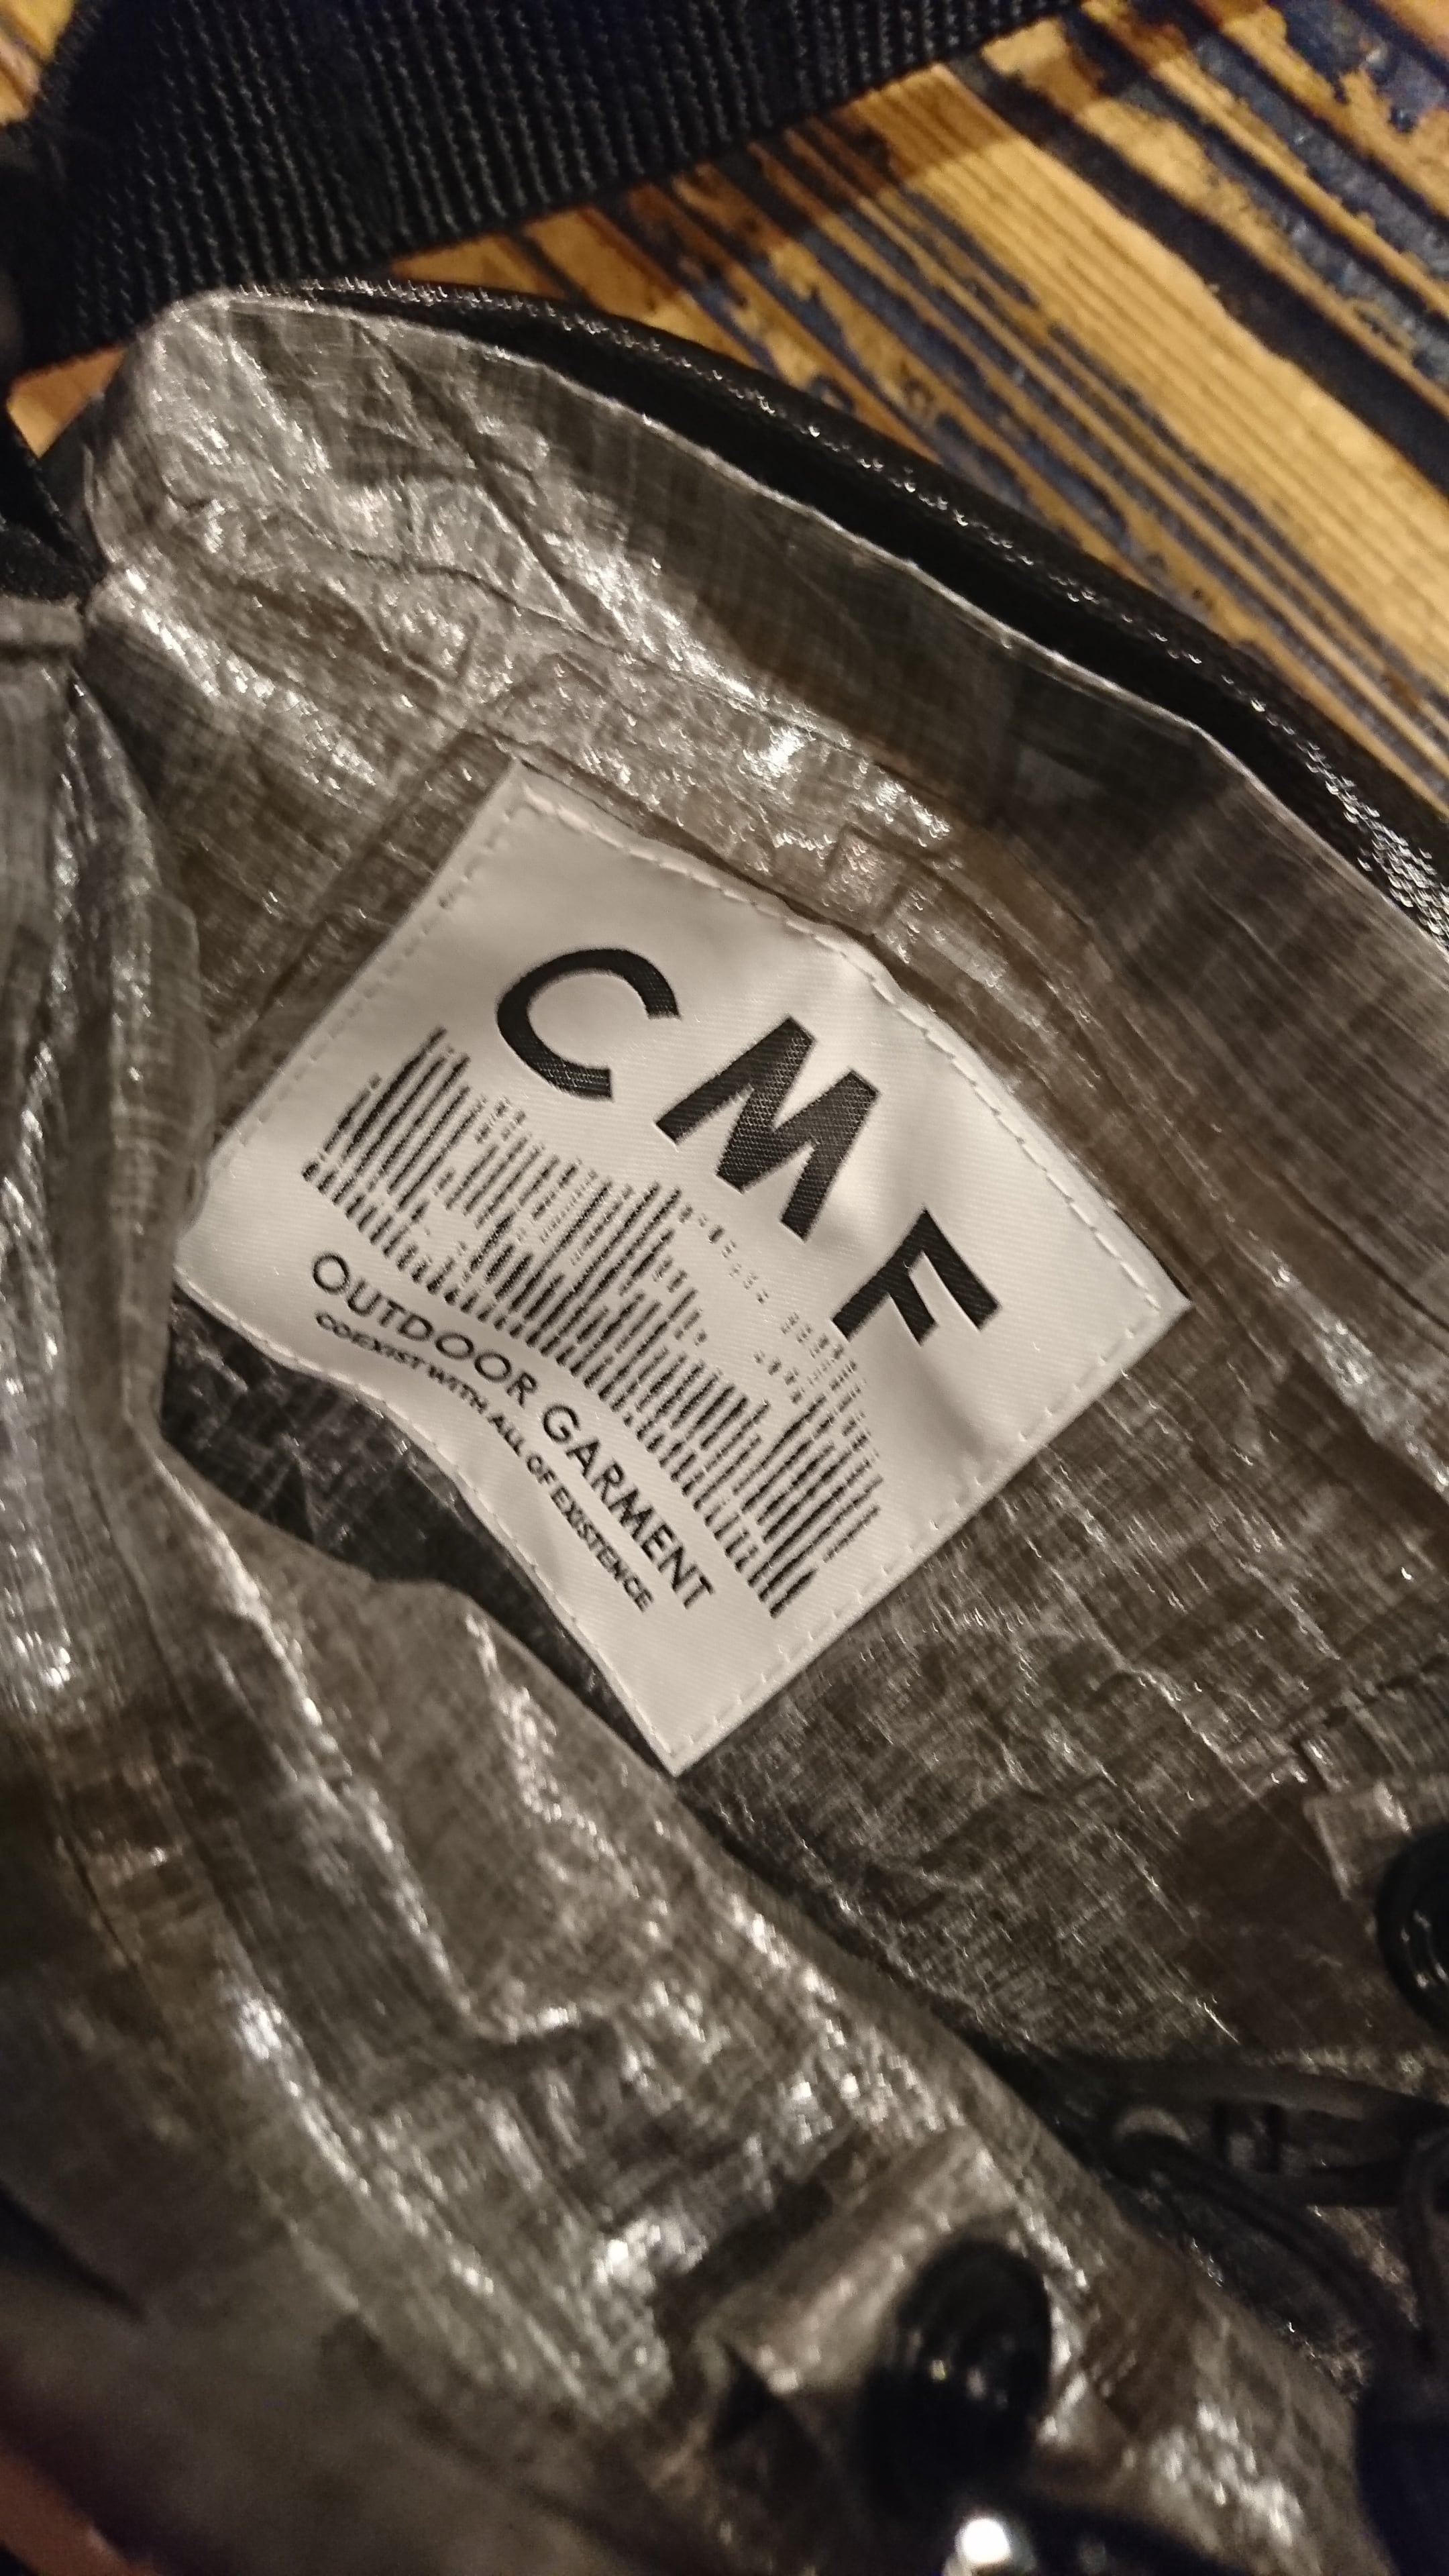 CMF
OUTDOOR GARMENT
COEXIST WITH ALL OF EXISTENCE